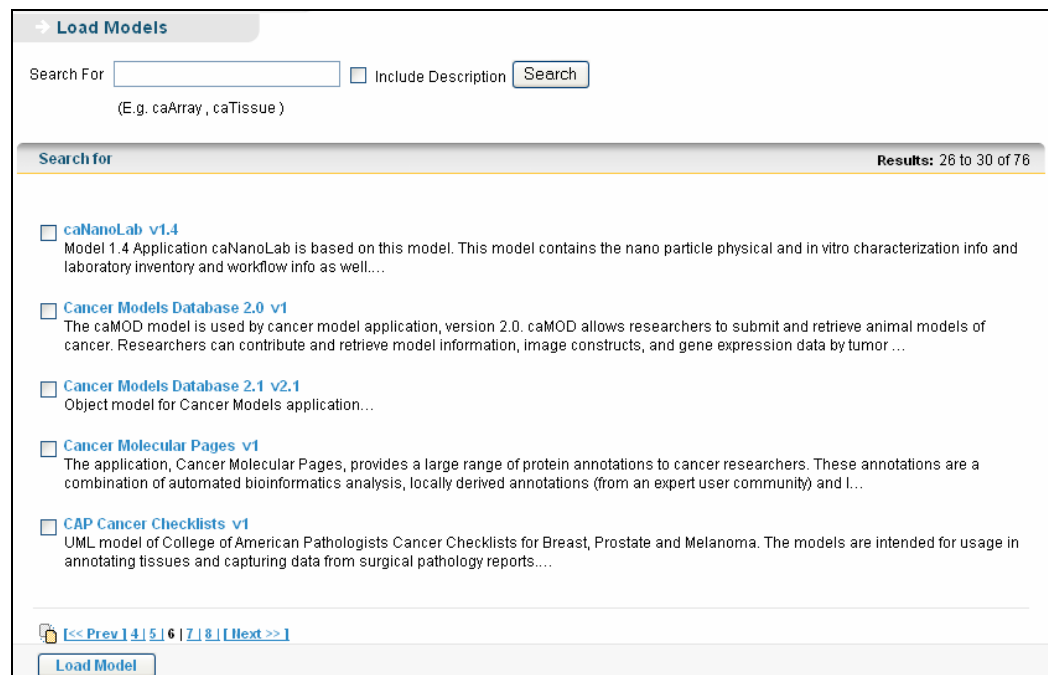 Load Models
Search For Include Description Search
(E.g. caArray , caTissue )
Search for Results: 26 to 30 of 76
caNanoLab v1.4
Model 1.4 Application caNanoLab is based on this model. This model contains the nano particle physical and in vitro characterization info and
laboratory inventory and workflow info as well....
Cancer Models Database 2.0 v1
The caMOD model is used by cancer model application, version 2.0. caMOD allows researchers to submit and retrieve animal models of
cancer. Researchers can contribute and retrieve model information, image constructs, and gene expression data by tumor ...
Cancer Models Database 2.1 v2.1
Object model for Cancer Models application...
Cancer Molecular Pages v1
The application, Cancer Molecular Pages, provides a large range of protein annotations to cancer researchers. These annotations are a
combination of automated bioinformatics analysis, locally derived annotations (from an expert user community) and l...
CAP Cancer Checklists v1
UML model of College of American Pathologists Cancer Checklists for Breast, Prostate and Melanoma. The models are intended for usage in
annotating tissues and capturing data from surgical pathology reports....
[<< Prev ] 4 | 5 | 6 | 7 | 8 | [ Next >> ]
Load Model